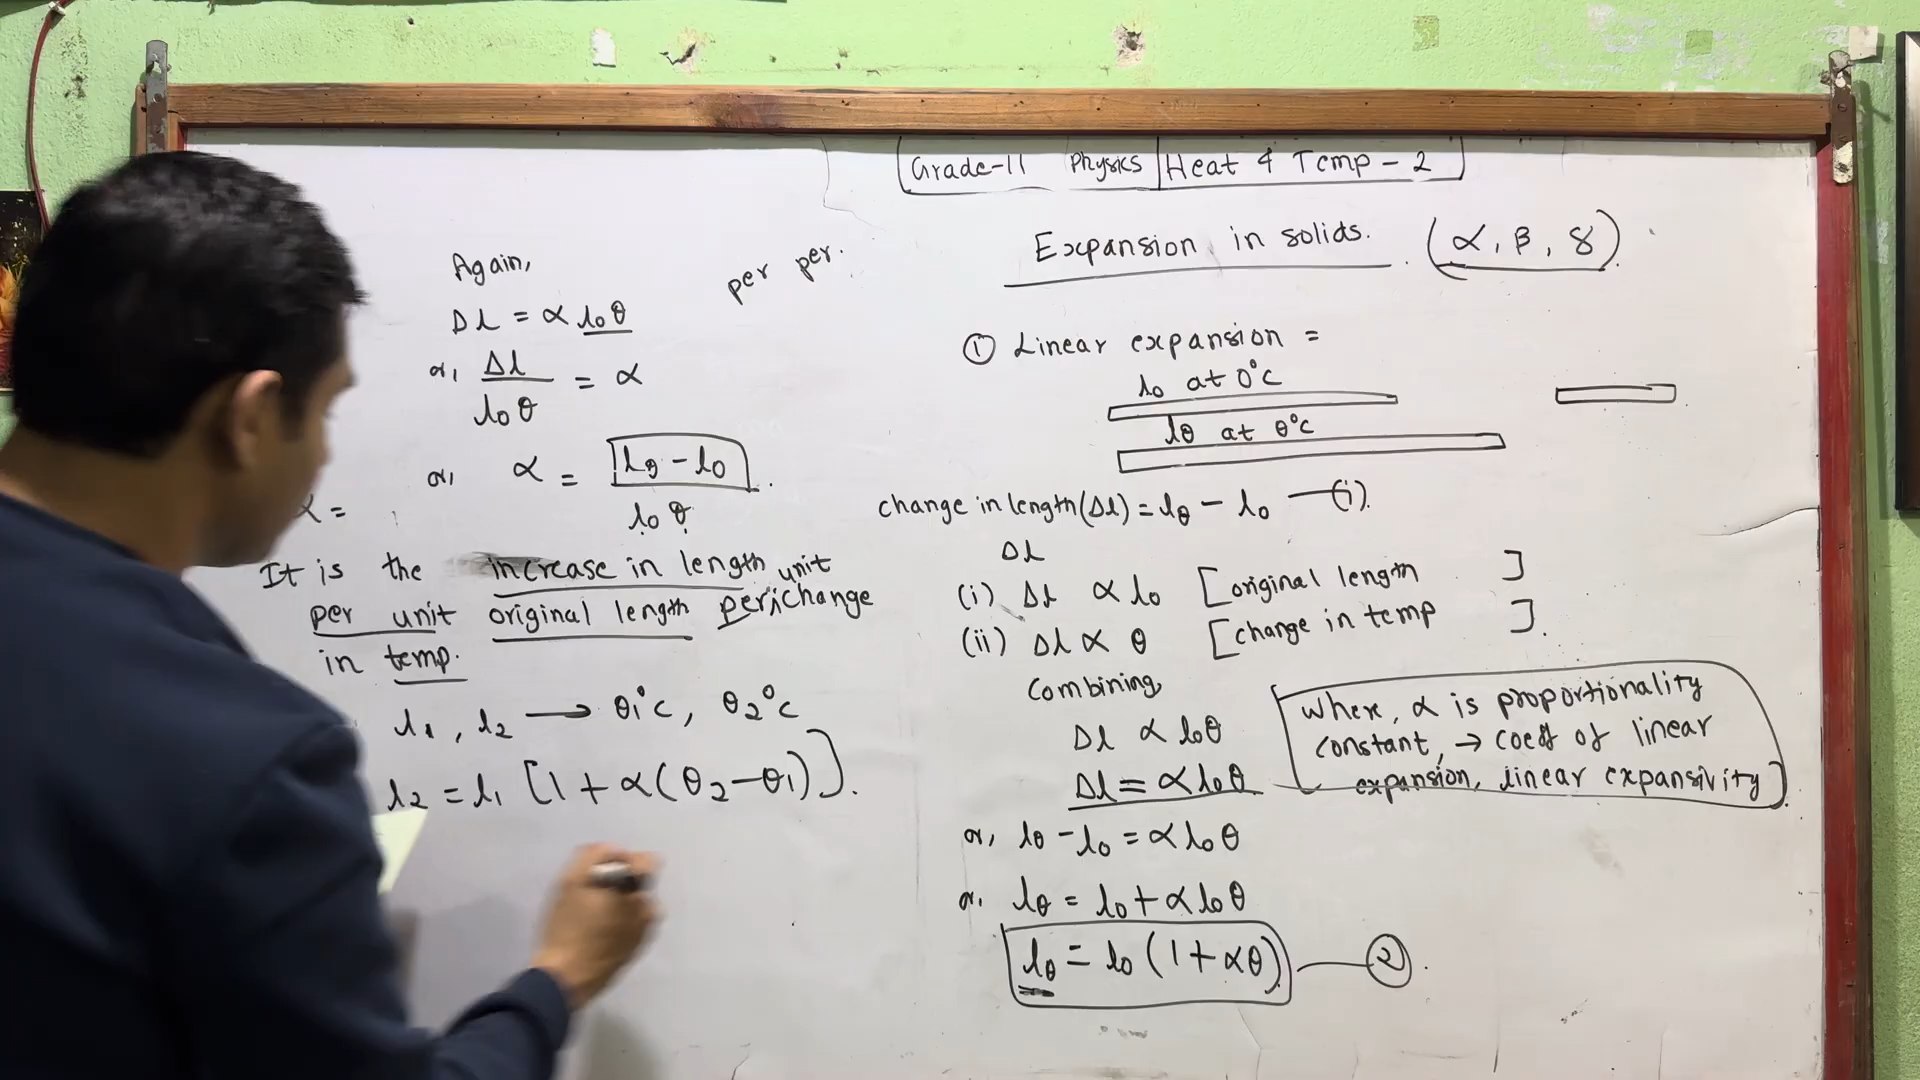 Grade-11 Physics | Heat & Temp - 2
Expansion in solids. (α, β, γ)
① Linear expansion =
l₀ at 0°C
lθ at θ°C
change in length (Δl) = lθ - l₀ —(i).
Δl
(i) Δl ∝ l₀ [original length ]
(ii) Δl ∝ θ [change in temp ].
Combining,
Δl ∝ l₀θ
Δl = αl₀θ
where, α is proportionality
constant, → coeff of linear
expansion, linear expansivity]
or, lθ - l₀ = αl₀θ
or, lθ = l₀ + αl₀θ
lθ = l₀(1 + αθ) — ②.
Again,
per per.
Δl = α l₀θ
or, Δl / l₀θ = α
or, α = (lθ - l₀) / l₀θ.
α =
It is the increase in length
per unit original length per unit change
in temp.
l₁, l₂ → θ₁°C, θ₂°C
l₂ = l₁ [1 + α(θ₂ - θ₁)].